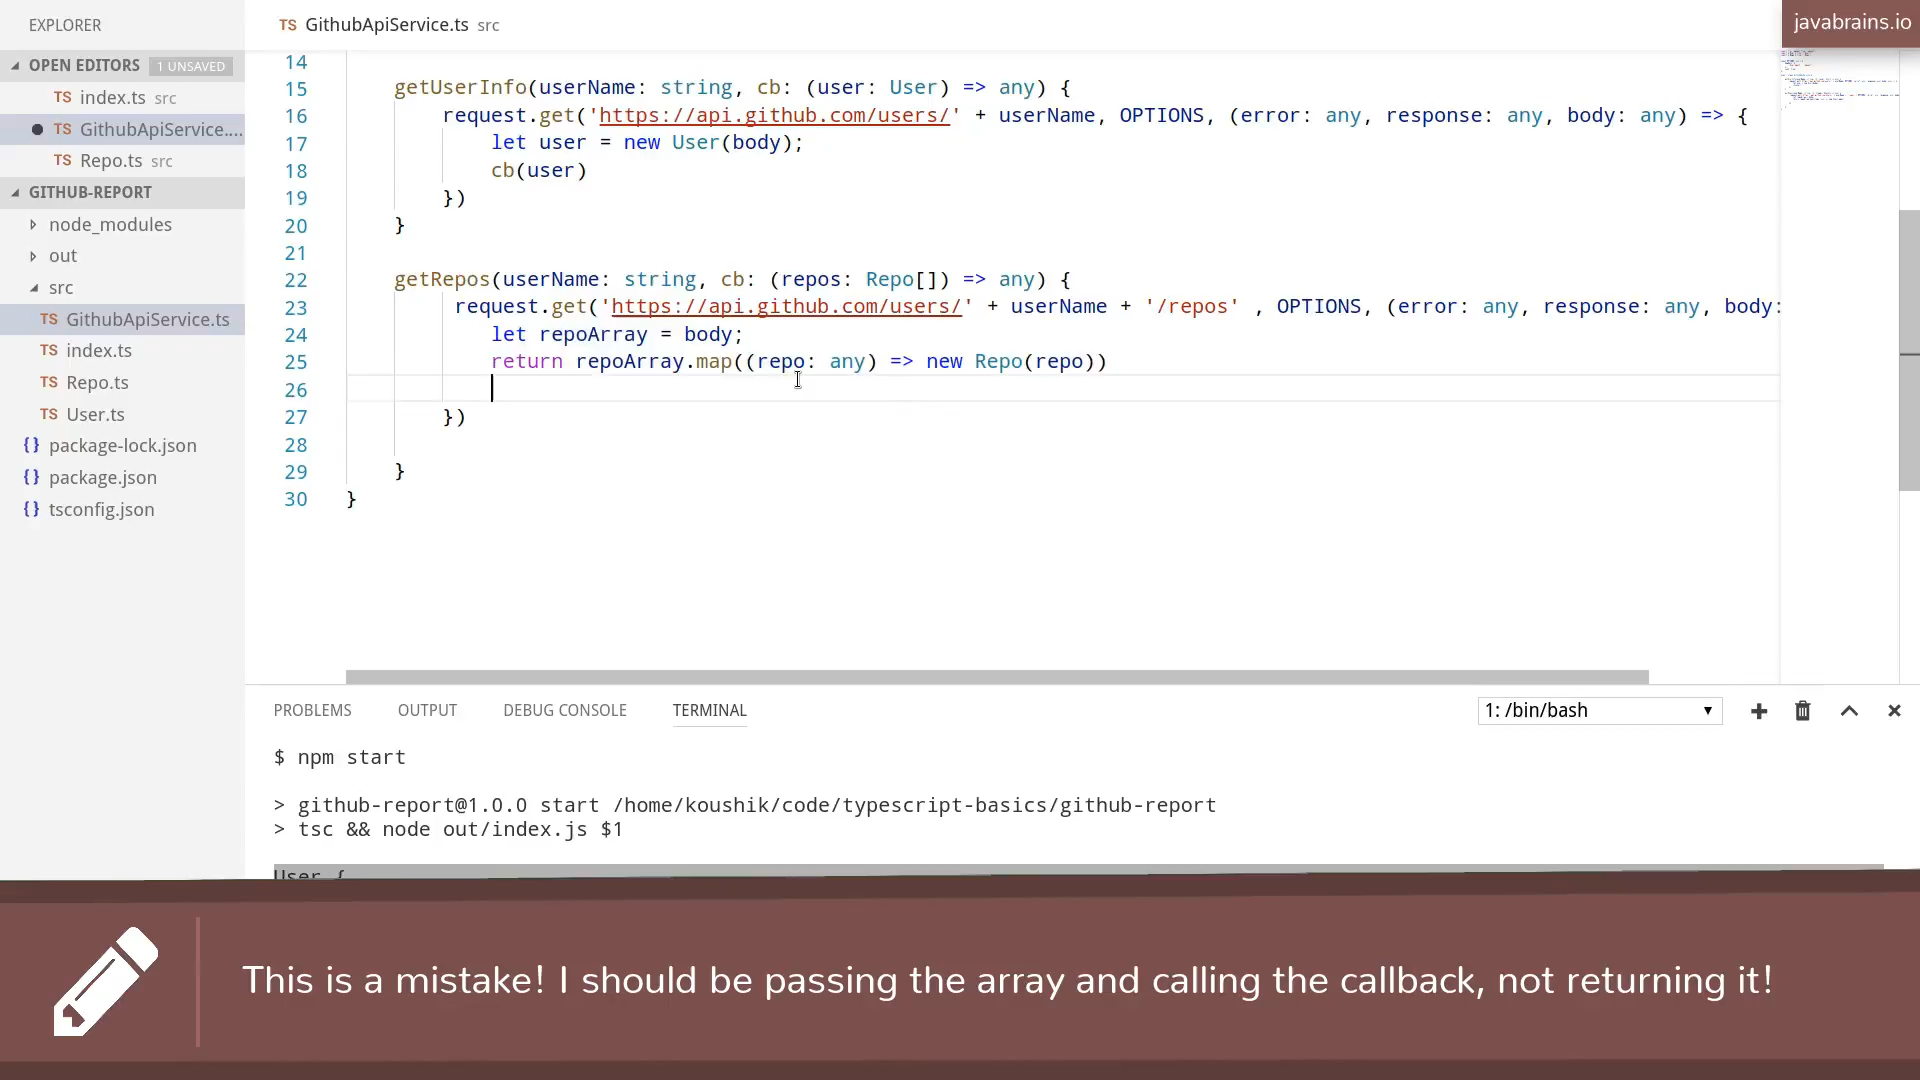 EXPLORER
OPEN EDITORS 1 UNSAVED
TS index.ts src
TS GithubApiService....
TS Repo.ts src
GITHUB-REPORT
node_modules
out
src
TS GithubApiService.ts
TS index.ts
TS Repo.ts
TS User.ts
{} package-lock.json
{} package.json
{} tsconfig.json
TS GithubApiService.ts src
javabrains.io
14
15 getUserInfo(userName: string, cb: (user: User) => any) {
16 request.get('https://api.github.com/users/' + userName, OPTIONS, (error: any, response: any, body: any) => {
17 let user = new User(body);
18 cb(user)
19 })
20 }
21
22 getRepos(userName: string, cb: (repos: Repo[]) => any) {
23 request.get('https://api.github.com/users/' + userName + '/repos' , OPTIONS, (error: any, response: any, body:
24 let repoArray = body;
25 return repoArray.map((repo: any) => new Repo(repo))
26
27 })
28
29 }
30 }
PROBLEMS OUTPUT DEBUG CONSOLE TERMINAL 1: /bin/bash
$ npm start
> github-report@1.0.0 start /home/koushik/code/typescript-basics/github-report
> tsc && node out/index.js $1
User {
This is a mistake! I should be passing the array and calling the callback, not returning it!